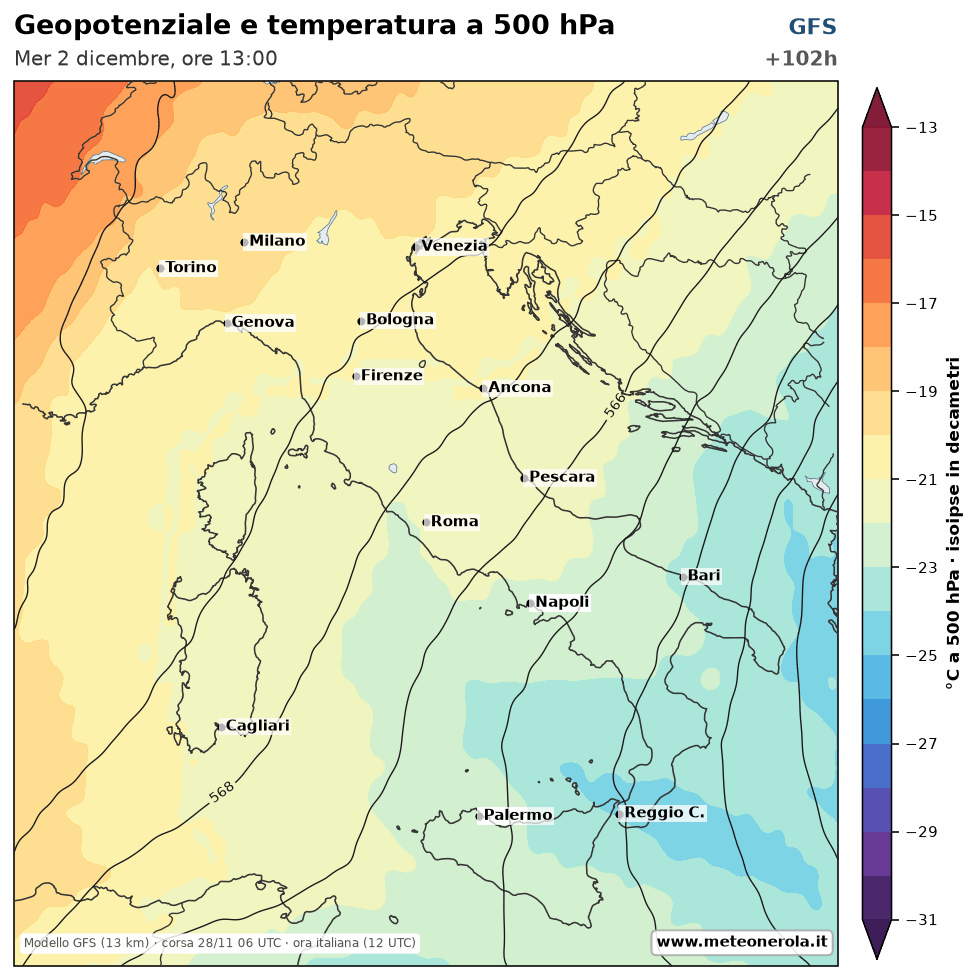 Geopotenziale e temperatura a 500 hPa
GFS
Mer 2 dicembre, ore 13:00
+102h
Milano
Venezia
Torino
Genova
Bologna
Firenze
Ancona
566
Pescara
Roma
Bari
Napoli
Cagliari
568
Palermo
Reggio C.
−13
−15
−17
−19
−21
−23
−25
−27
−29
−31
°C a 500 hPa · isoipse in decametri
Modello GFS (13 km) · corsa 28/11 06 UTC · ora italiana (12 UTC)
www.meteonerola.it